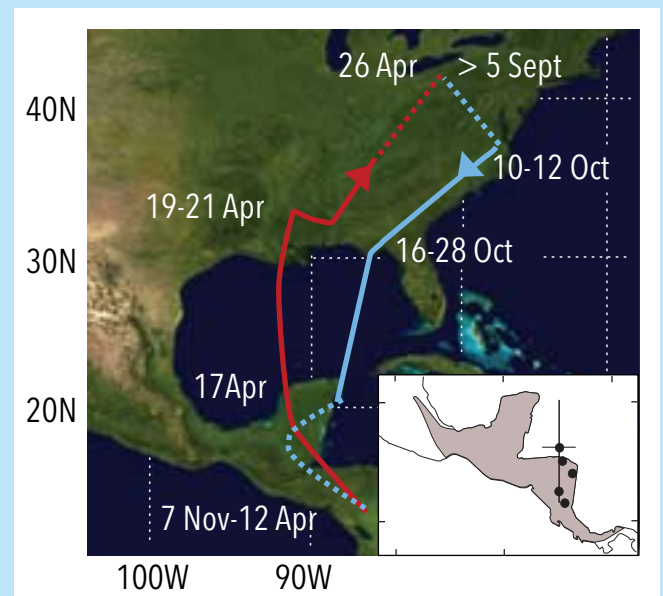 26 Apr > 5 Sept
40N
10-12 Oct
19-21 Apr
16-28 Oct
30N
17Apr
20N
7 Nov-12 Apr
100W 90W